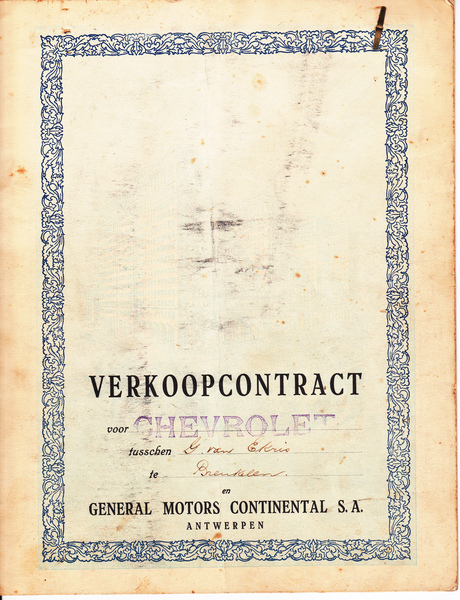 VERKOOPCONTRACT
voor CHEVROLET
tusschen G. van Ekris
te Breukelen.
en
GENERAL MOTORS CONTINENTAL S.A.
ANTWERPEN